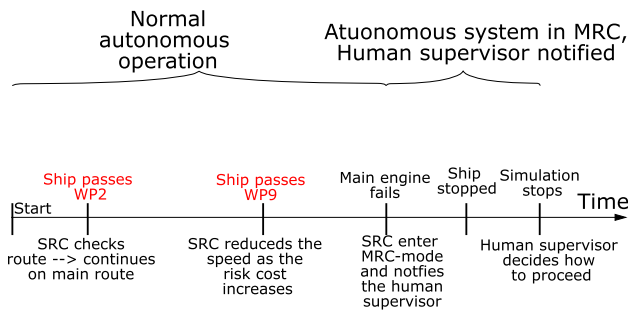 Normal
autonomous
operation
Atuonomous system in MRC,
Human supervisor notified
Ship passes
WP2
Ship passes
WP9
Main engine
fails
Ship
stopped
Simulation
stops
Time
Start
SRC checks
route --> continues
on main route
SRC reduceds the
speed as the
risk cost
increases
SRC enter
MRC-mode
and notfies
the human
supervisor
Human supervisor
decides how
to proceed